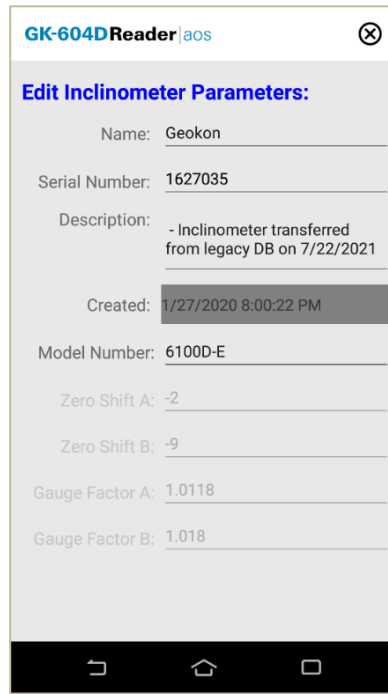 GK-604DReader|aos
Edit Inclinometer Parameters:
Name: Geokon
Serial Number: 1627035
Description: - Inclinometer transferred
from legacy DB on 7/22/2021
Created: 1/27/2020 8:00:22 PM
Model Number: 6100D-E
Zero Shift A: -2
Zero Shift B: -9
Gauge Factor A: 1.0118
Gauge Factor B: 1.018